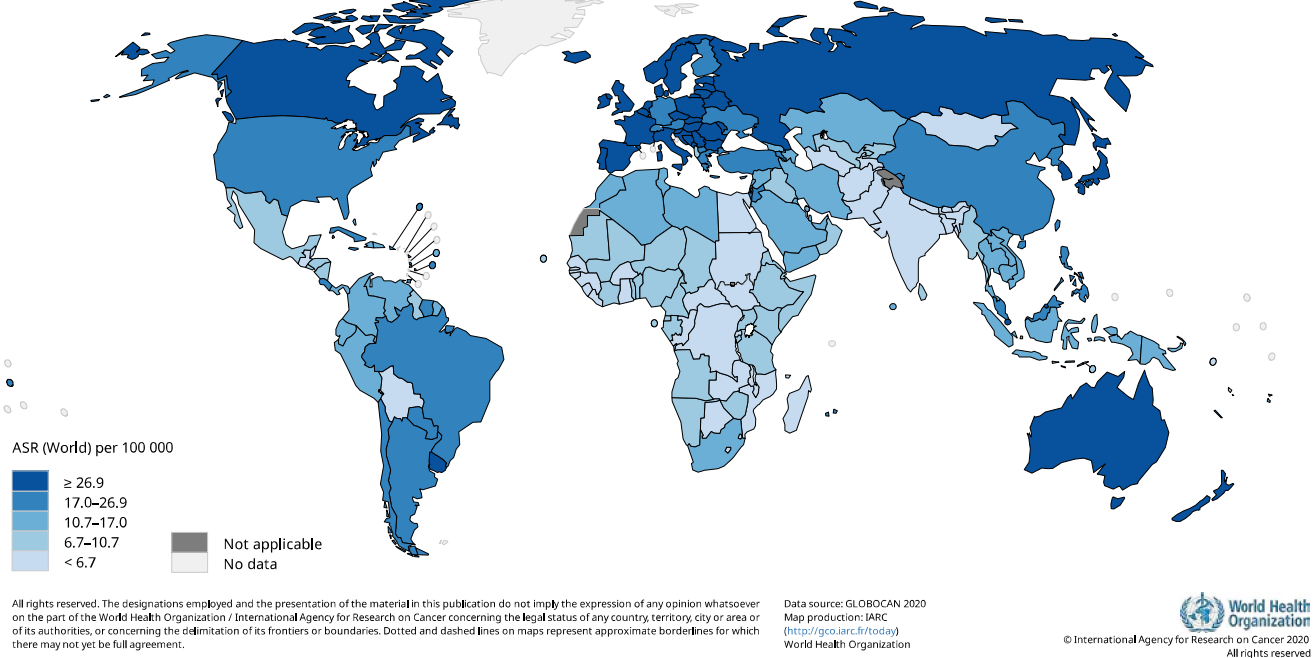 ASR (World) per 100 000
≥ 26.9
17.0–26.9
10.7–17.0
6.7–10.7
< 6.7
Not applicable
No data
All rights reserved. The designations employed and the presentation of the material in this publication do not imply the expression of any opinion whatsoever
on the part of the World Health Organization / International Agency for Research on Cancer concerning the legal status of any country, territory, city or area or
of its authorities, or concerning the delimitation of its frontiers or boundaries. Dotted and dashed lines on maps represent approximate borderlines for which
there may not yet be full agreement.
Data source: GLOBOCAN 2020
Map production: IARC
(http://gco.iarc.fr/today)
World Health Organization
World Health
Organization
© International Agency for Research on Cancer 2020
All rights reserved